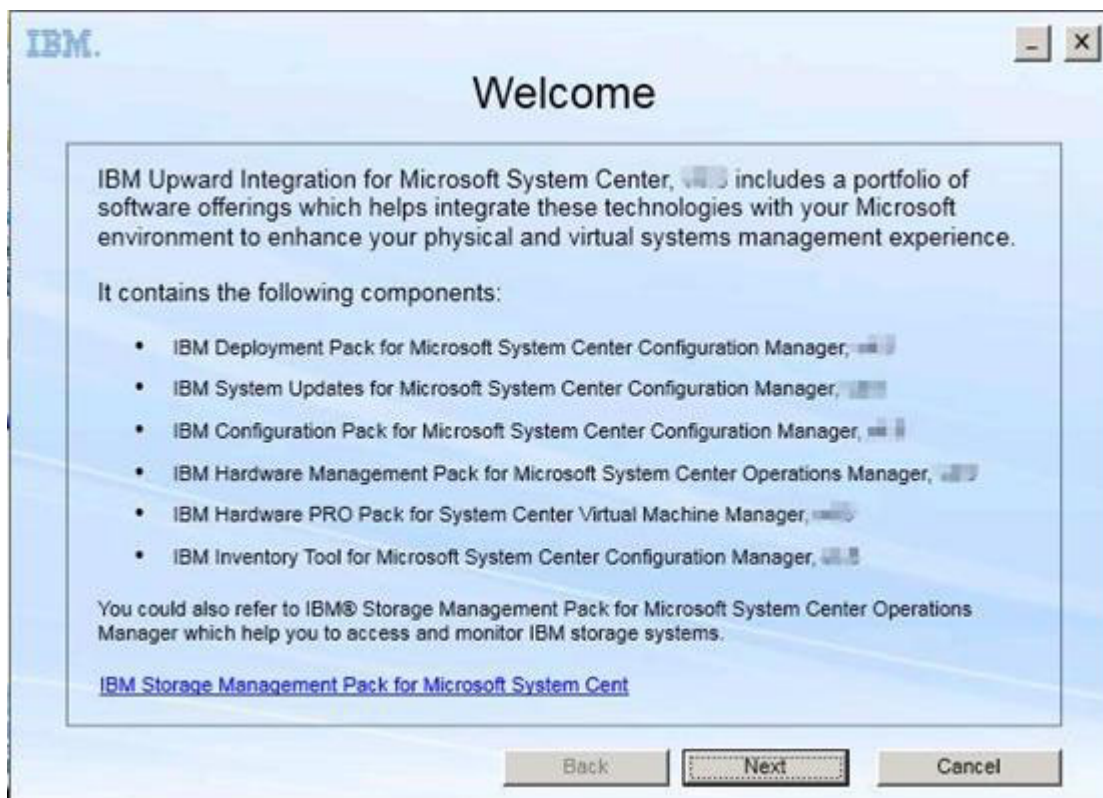 IBM.
Welcome
IBM Upward Integration for Microsoft System Center, includes a portfolio of
software offerings which helps integrate these technologies with your Microsoft
environment to enhance your physical and virtual systems management experience.
It contains the following components:
• IBM Deployment Pack for Microsoft System Center Configuration Manager,
• IBM System Updates for Microsoft System Center Configuration Manager,
• IBM Configuration Pack for Microsoft System Center Configuration Manager,
• IBM Hardware Management Pack for Microsoft System Center Operations Manager,
• IBM Hardware PRO Pack for System Center Virtual Machine Manager,
• IBM Inventory Tool for Microsoft System Center Configuration Manager,
You could also refer to IBM® Storage Management Pack for Microsoft System Center Operations
Manager which help you to access and monitor IBM storage systems.
IBM Storage Management Pack for Microsoft System Cent
Back Next Cancel